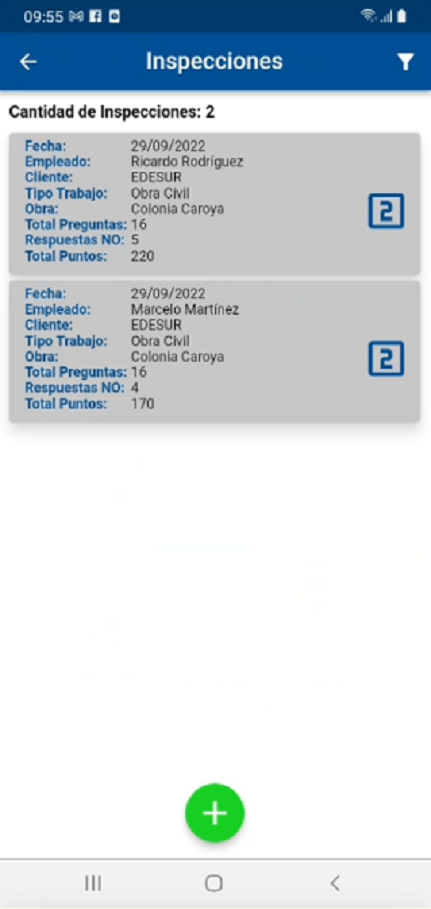 09:55
Inspecciones
Cantidad de Inspecciones: 2
Fecha: 29/09/2022
Empleado: Ricardo Rodríguez
Cliente: EDESUR
Tipo Trabajo: Obra Civil
Obra: Colonia Caroya
Total Preguntas: 16
Respuestas NO: 5
Total Puntos: 220
2
Fecha: 29/09/2022
Empleado: Marcelo Martínez
Cliente: EDESUR
Tipo Trabajo: Obra Civil
Obra: Colonia Caroya
Total Preguntas: 16
Respuestas NO: 4
Total Puntos: 170
2